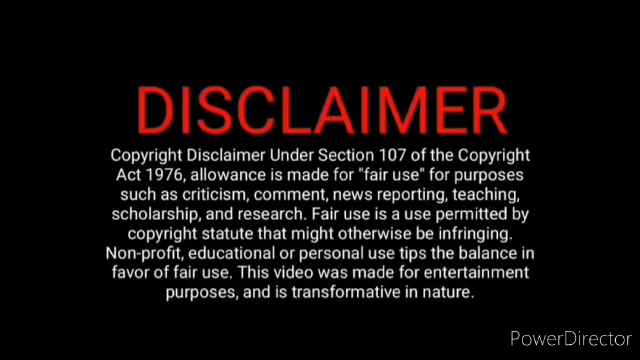 DISCLAIMER
Copyright Disclaimer Under Section 107 of the Copyright
Act 1976, allowance is made for "fair use" for purposes
such as criticism, comment, news reporting, teaching,
scholarship, and research. Fair use is a use permitted by
copyright statute that might otherwise be infringing.
Non-profit, educational or personal use tips the balance in
favor of fair use. This video was made for entertainment
purposes, and is transformative in nature.
PowerDirector